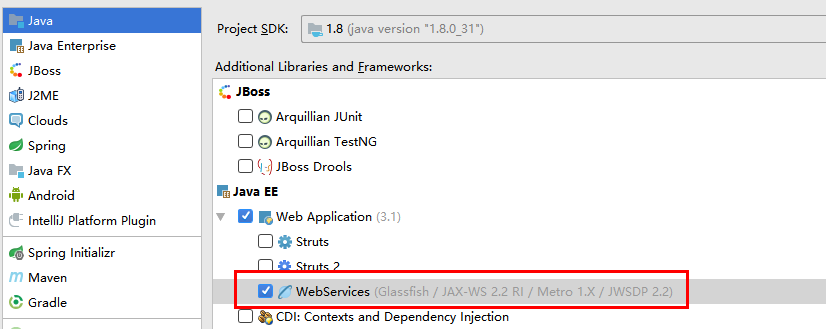 Java
Java Enterprise
JBoss
J2ME
Clouds
Spring
Java FX
Android
IntelliJ Platform Plugin
Spring Initializr
Maven
Gradle
Project SDK: 1.8 (java version "1.8.0_31")
Additional Libraries and Frameworks:
JBoss
Arquillian JUnit
Arquillian TestNG
JBoss Drools
Java EE
Web Application (3.1)
Struts
Struts 2
WebServices (Glassfish / JAX-WS 2.2 RI / Metro 1.X / JWSDP 2.2)
CDI: Contexts and Dependency Injection